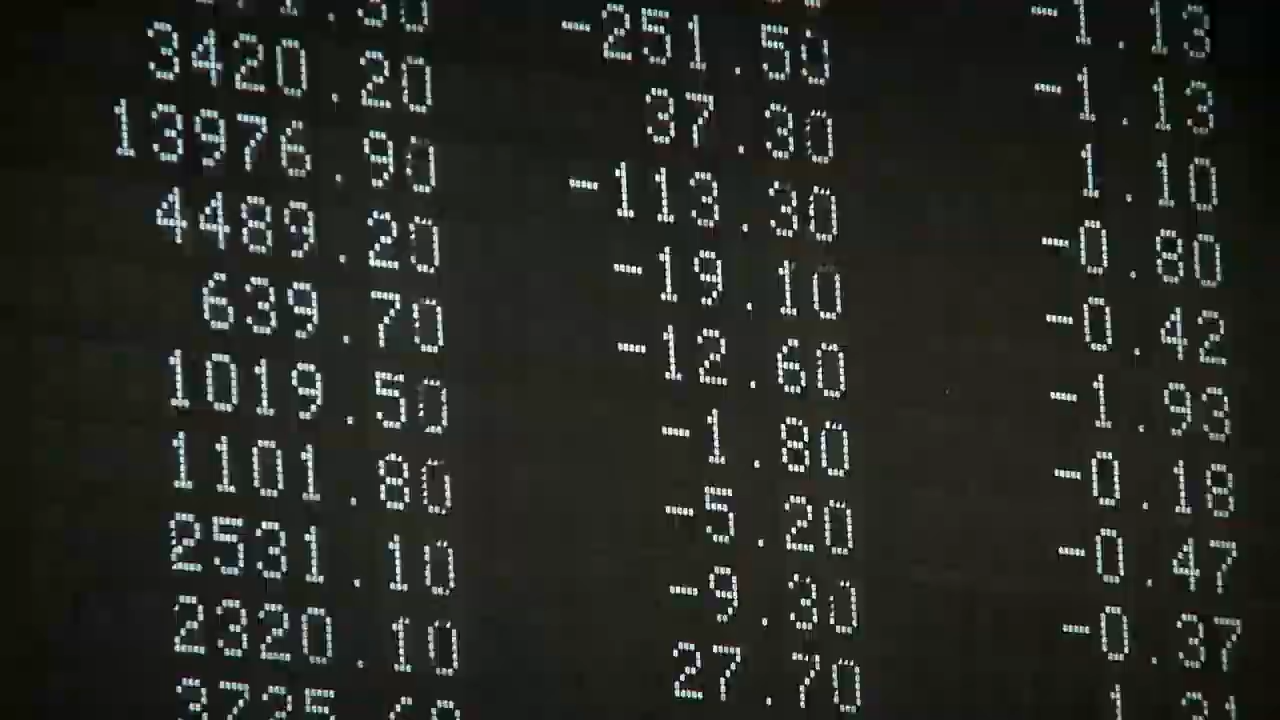 -1.13
-251.50 -1.13
3420.20 37.30 1.10
13976.90 -113.30 -0.80
4489.20 -19.10 -0.42
639.70 -12.60 -1.93
1019.50 -1.80 -0.18
1101.80 -5.20 -0.47
2531.10 -9.30 -0.37
2320.10 27.70